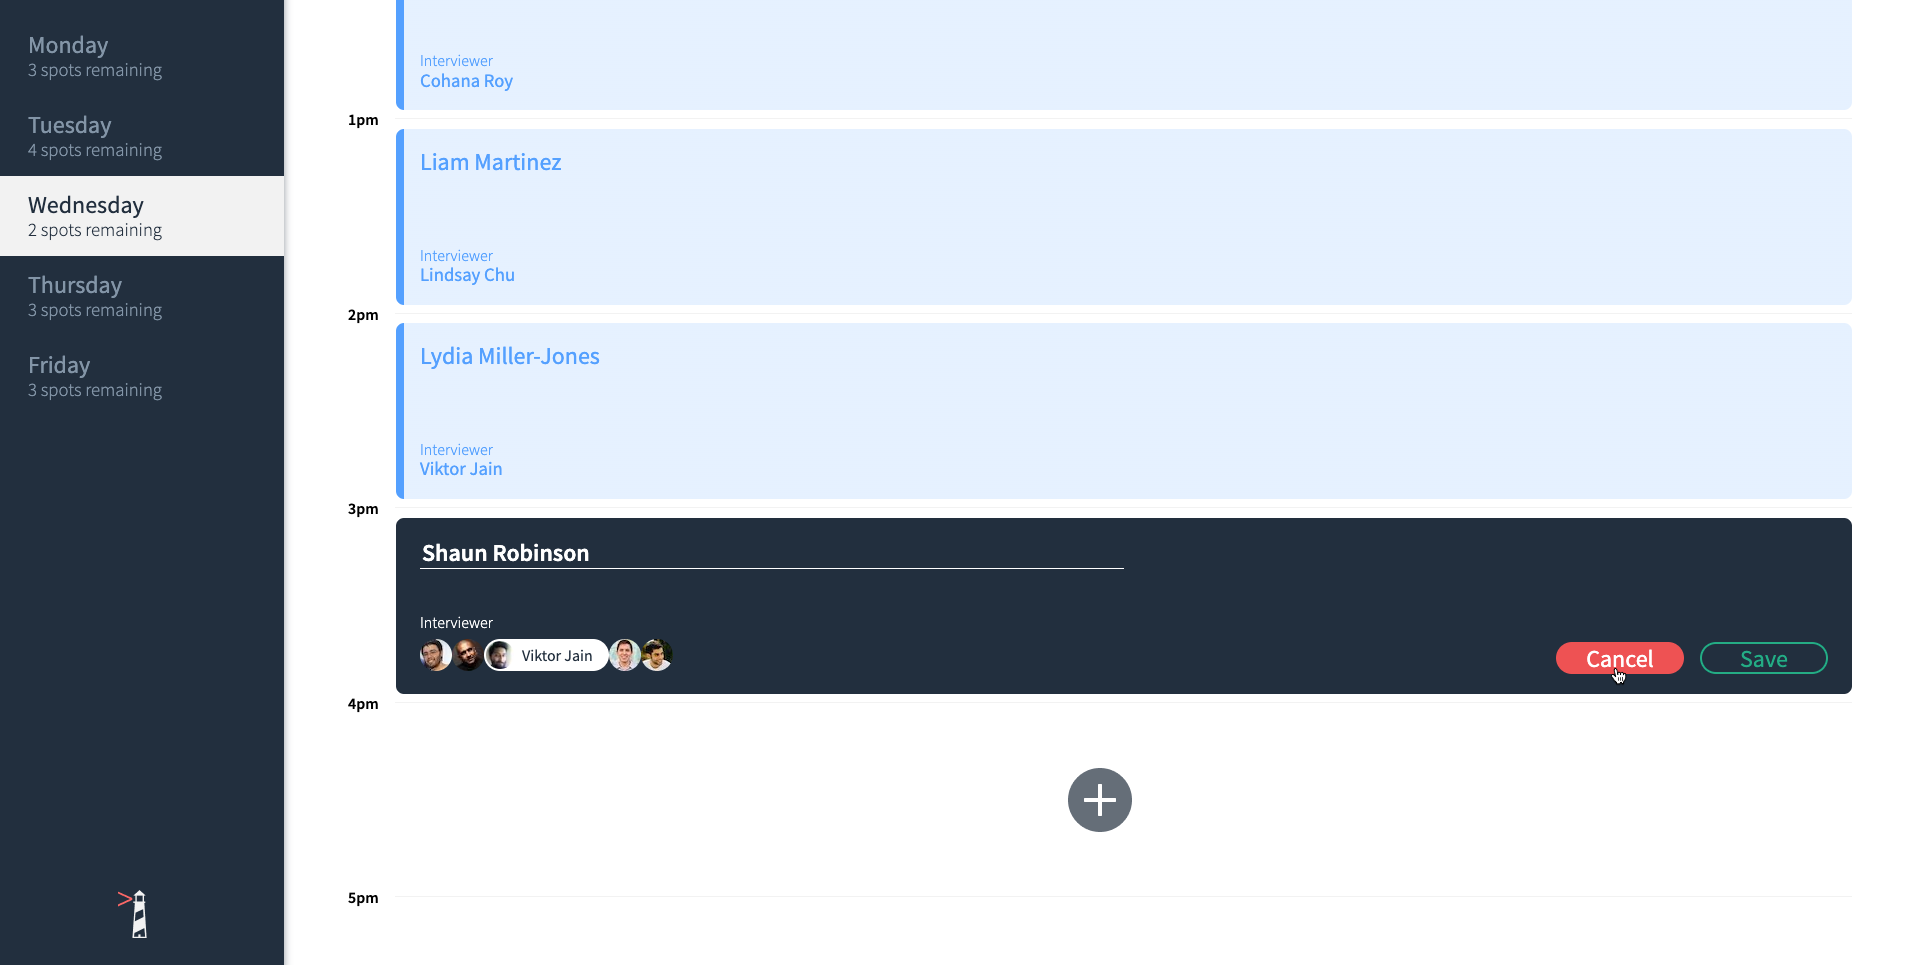 Monday
3 spots remaining
Tuesday
4 spots remaining
Wednesday
2 spots remaining
Thursday
3 spots remaining
Friday
3 spots remaining
Interviewer
Cohana Roy
1pm
Liam Martinez
Interviewer
Lindsay Chu
2pm
Lydia Miller-Jones
Interviewer
Viktor Jain
3pm
Shaun Robinson
Interviewer
Viktor Jain
Cancel
Save
4pm
5pm